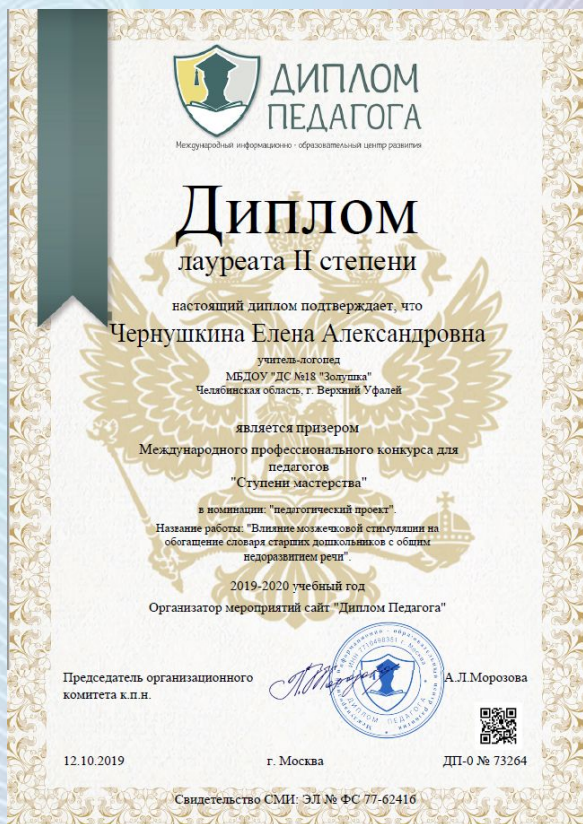 ДИПЛОМ
ПЕДАГОГА
Международный информационно - образовательный центр развития
Диплом
лауреата II степени
настоящий диплом подтверждает, что
Чернушкина Елена Александровна
учитель-логопед
МБДОУ "ДС №18 "Золушка"
Челябинская область, г. Верхний Уфалей
является призером
Международного профессионального конкурса для
педагогов
"Ступени мастерства"
в номинации: "педагогический проект".
Название работы: "Влияние мозжечковой стимуляции на
обогащение словаря старших дошкольников с общим
недоразвитием речи".
2019-2020 учебный год
Организатор мероприятий сайт "Диплом Педагога"
Председатель организационного
комитета к.п.н.
А.Л.Морозова
ДИПЛОМ ПЕДАГОГА
12.10.2019
г. Москва
ДП-0 № 73264
Свидетельство СМИ: ЭЛ № ФС 77-62416